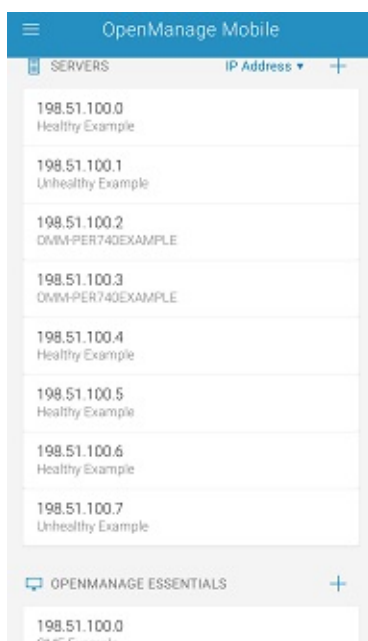 OpenManage Mobile
SERVERS IP Address ▾ +
198.51.100.0
Healthy Example
198.51.100.1
Unhealthy Example
198.51.100.2
OMM-PER740EXAMPLE
198.51.100.3
OMM-PER740EXAMPLE
198.51.100.4
Healthy Example
198.51.100.5
Healthy Example
198.51.100.6
Healthy Example
198.51.100.7
Unhealthy Example
OPENMANAGE ESSENTIALS +
198.51.100.0